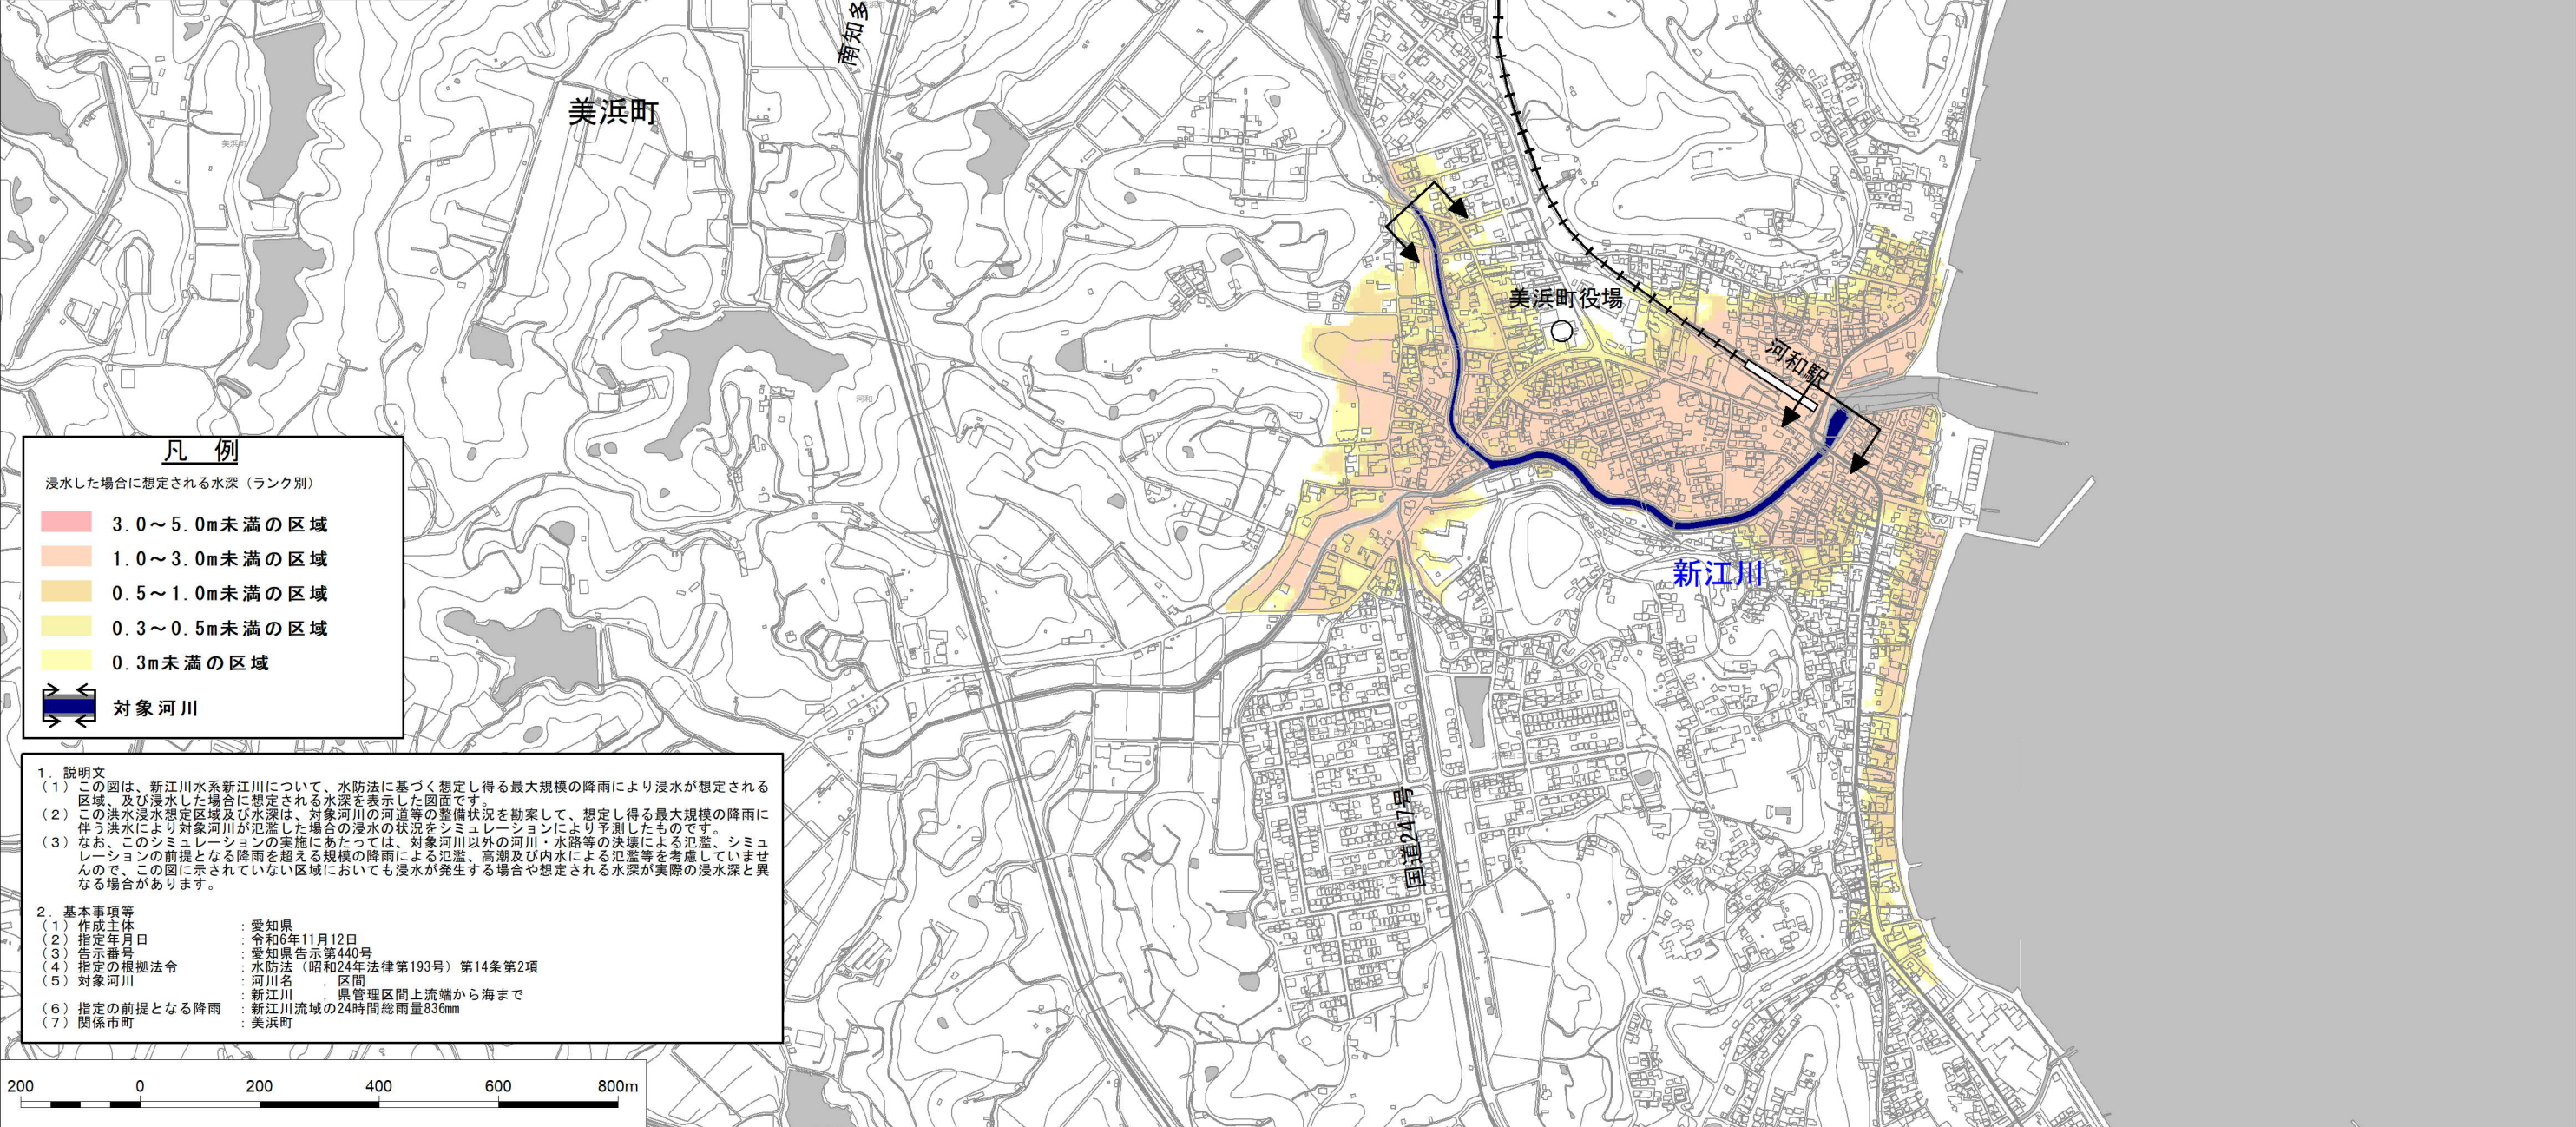 南知多
美浜町
美浜町
美浜町
美浜町役場
河和駅
河和
新江川
国道247号
凡　例
浸水した場合に想定される水深（ランク別）
3.0～5.0m未満の区域
1.0～3.0m未満の区域
0.5～1.0m未満の区域
0.3～0.5m未満の区域
0.3m未満の区域
対象河川
1．説明文
（1）この図は、新江川水系新江川について、水防法に基づく想定し得る最大規模の降雨により浸水が想定される
区域、及び浸水した場合に想定される水深を表示した図面です。
（2）この洪水浸水想定区域及び水深は、対象河川の河道等の整備状況を勘案して、想定し得る最大規模の降雨に
伴う洪水により対象河川が氾濫した場合の浸水の状況をシミュレーションにより予測したものです。
（3）なお、このシミュレーションの実施にあたっては、対象河川以外の河川・水路等の決壊による氾濫、シミュ
レーションの前提となる降雨を超える規模の降雨による氾濫、高潮及び内水による氾濫等を考慮していませ
んので、この図に示されていない区域においても浸水が発生する場合や想定される水深が実際の浸水深と異
なる場合があります。
2．基本事項等
（1）作成主体　：愛知県
（2）指定年月日　：令和6年11月12日
（3）告示番号　：愛知県告示第440号
（4）指定の根拠法令　：水防法（昭和24年法律第193号）第14条第2項
（5）対象河川　：河川名　，区間
：新江川　，県管理区間上流端から海まで
（6）指定の前提となる降雨　：新江川流域の24時間総雨量836mm
（7）関係市町　：美浜町
200 0 200 400 600 800m